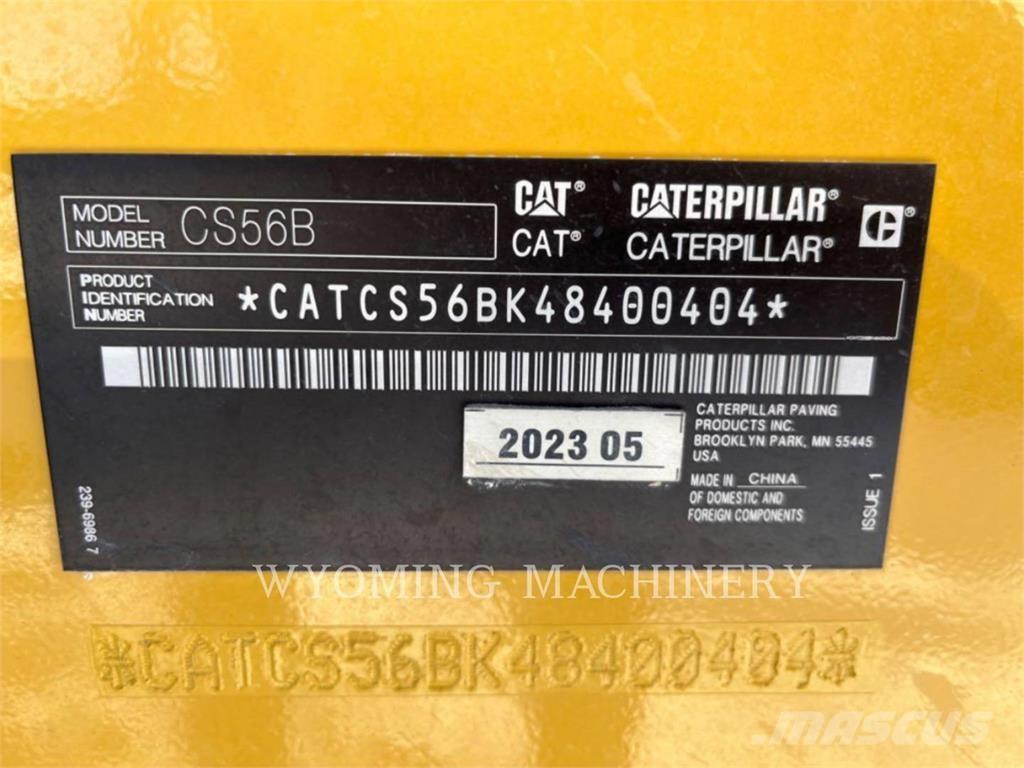 MODEL
NUMBER
CS56B
CAT® CATERPILLAR®
CAT® CATERPILLAR®
C®
PRODUCT
IDENTIFICATION
NUMBER
*CATCS56BK48400404*
2023 05
CATERPILLAR PAVING
PRODUCTS INC.
BROOKLYN PARK, MN 55445
USA
MADE IN CHINA
OF DOMESTIC AND
FOREIGN COMPONENTS
ISSUE 1
239-6986 7
WYOMING MACHINERY
*CATCS56BK48400404*
MASCUS